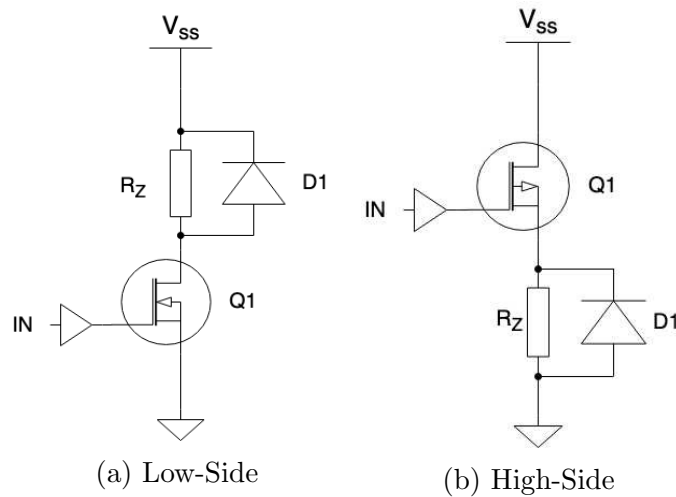 V_SS
R_Z
D1
Q1
IN
(a) Low-Side
V_SS
Q1
IN
R_Z
D1
(b) High-Side